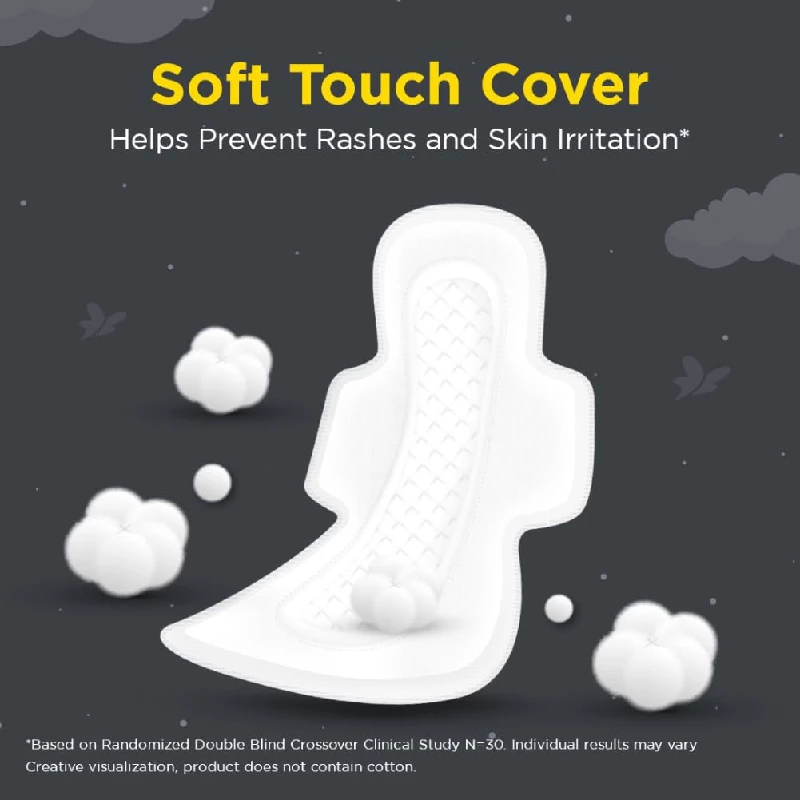 Soft Touch Cover
Helps Prevent Rashes and Skin Irritation*
*Based on Randomized Double Blind Crossover Clinical Study N=30. Individual results may vary
Creative visualization, product does not contain cotton.